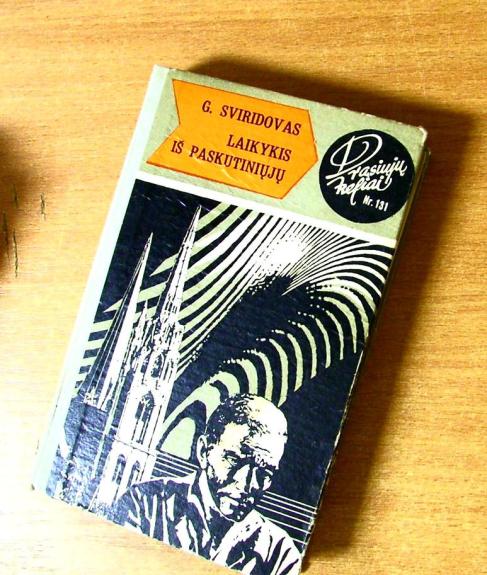 G. SVIRIDOVAS
LAIKYKIS
IŠ PASKUTINIŲJŲ
Drąsiųjų
keliai
Nr. 131